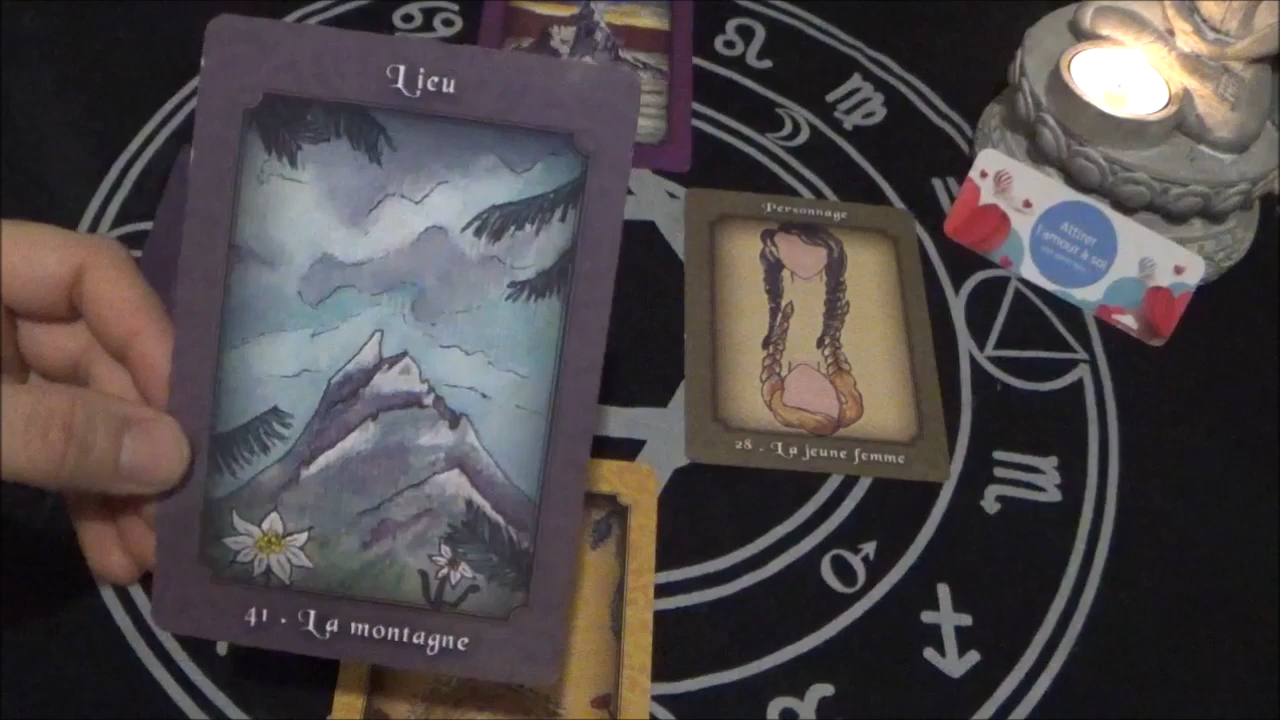 Lieu
41 . La montagne
Personnage
28 . La jeune femme
Attirer
l'amour à soi